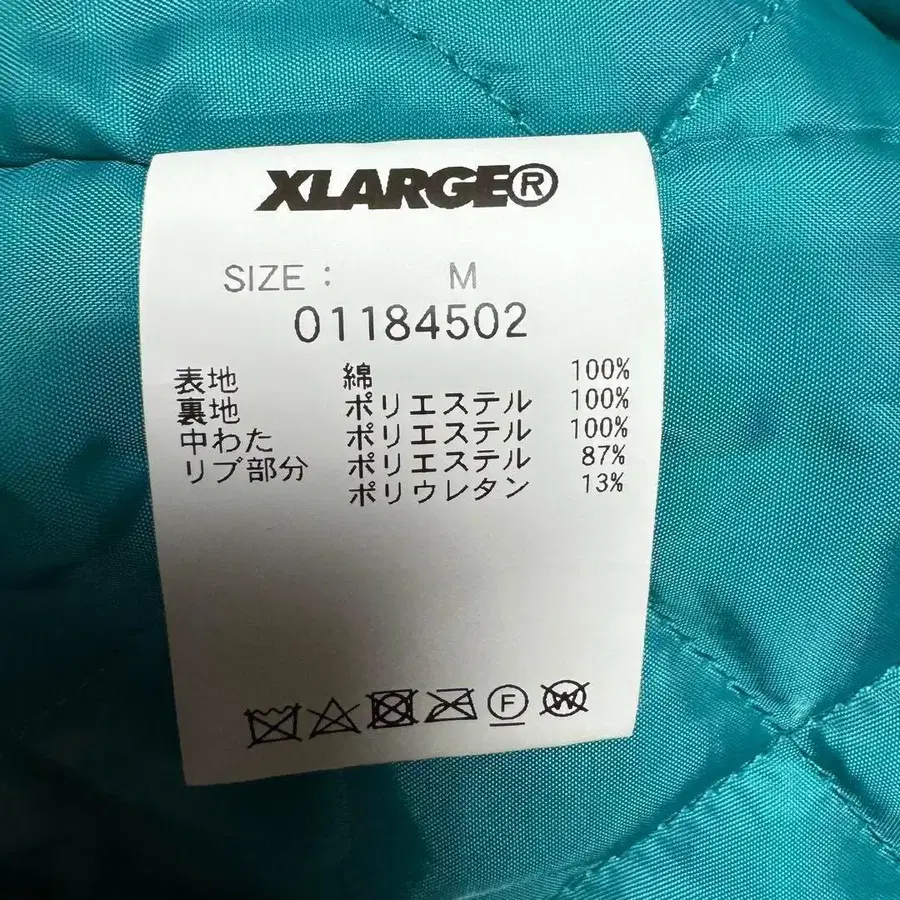 XLARGE®
SIZE : M
01184502
表地 綿 100%
裏地 ポリエステル 100%
中わた ポリエステル 100%
リブ部分 ポリエステル 87%
ポリウレタン 13%
F W